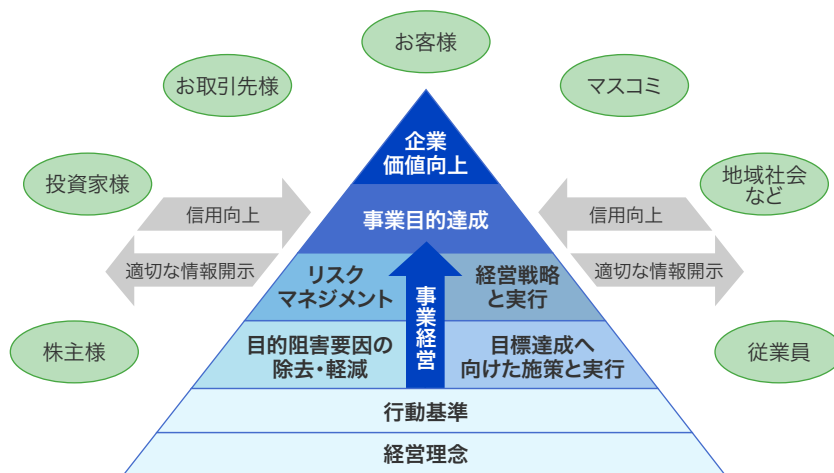 お客様
お取引先様
マスコミ
企業
価値向上
投資家様
地域社会
など
信用向上
事業目的達成
信用向上
適切な情報開示
リスク
マネジメント
経営戦略
と実行
適切な情報開示
事業経営
株主様
目的阻害要因の
除去・軽減
目標達成へ
向けた施策と実行
従業員
行動基準
経営理念